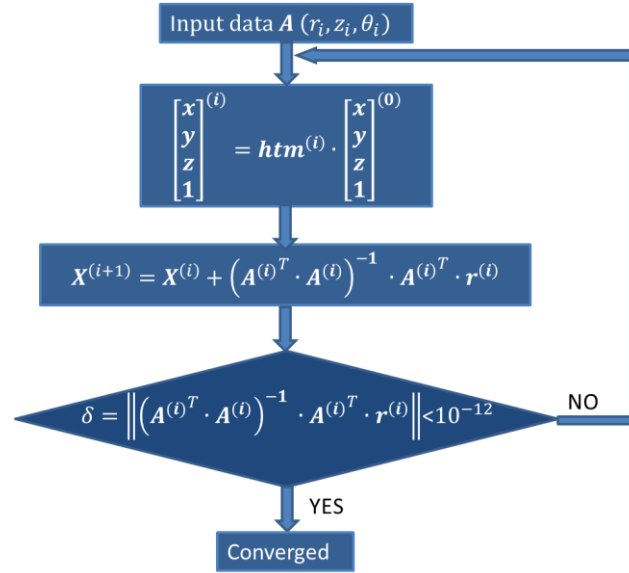 Input data A (r_i, z_i, θ_i)
[x y z 1]^(i) = htm^(i) · [x y z 1]^(0)
X^(i+1) = X^(i) + (A^(i)^T · A^(i))^−1 · A^(i)^T · r^(i)
δ = ‖(A^(i)^T · A^(i))^−1 · A^(i)^T · r^(i)‖<10^−12
NO
YES
Converged